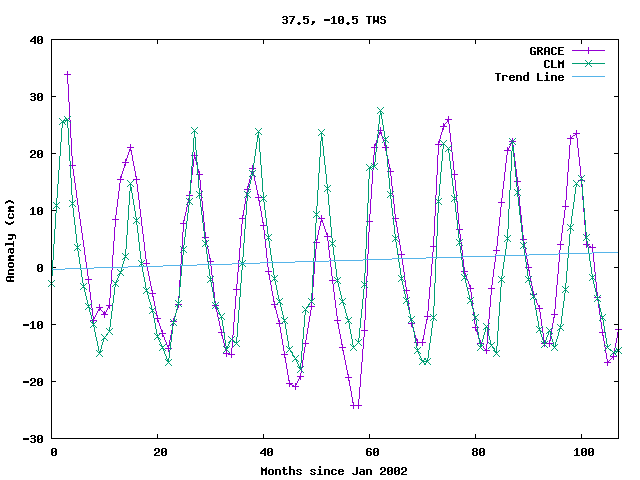 37.5, -10.5 TWS
GRACE
CLM
Trend Line
40
30
20
10
0
-10
-20
-30
Anomaly (cm)
0 20 40 60 80 100
Months since Jan 2002